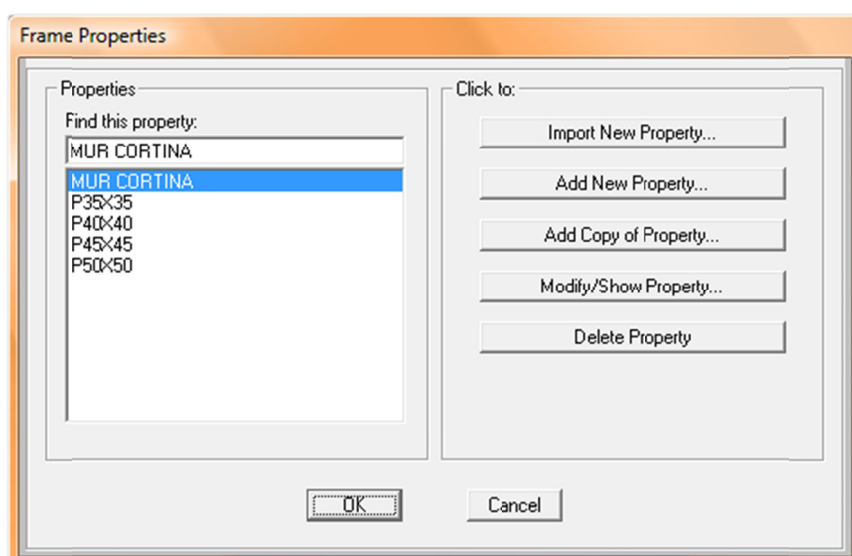 Frame Properties
Properties
Find this property:
MUR CORTINA
MUR CORTINA
P35X35
P40X40
P45X45
P50X50
Click to:
Import New Property...
Add New Property...
Add Copy of Property...
Modify/Show Property...
Delete Property
OK
Cancel